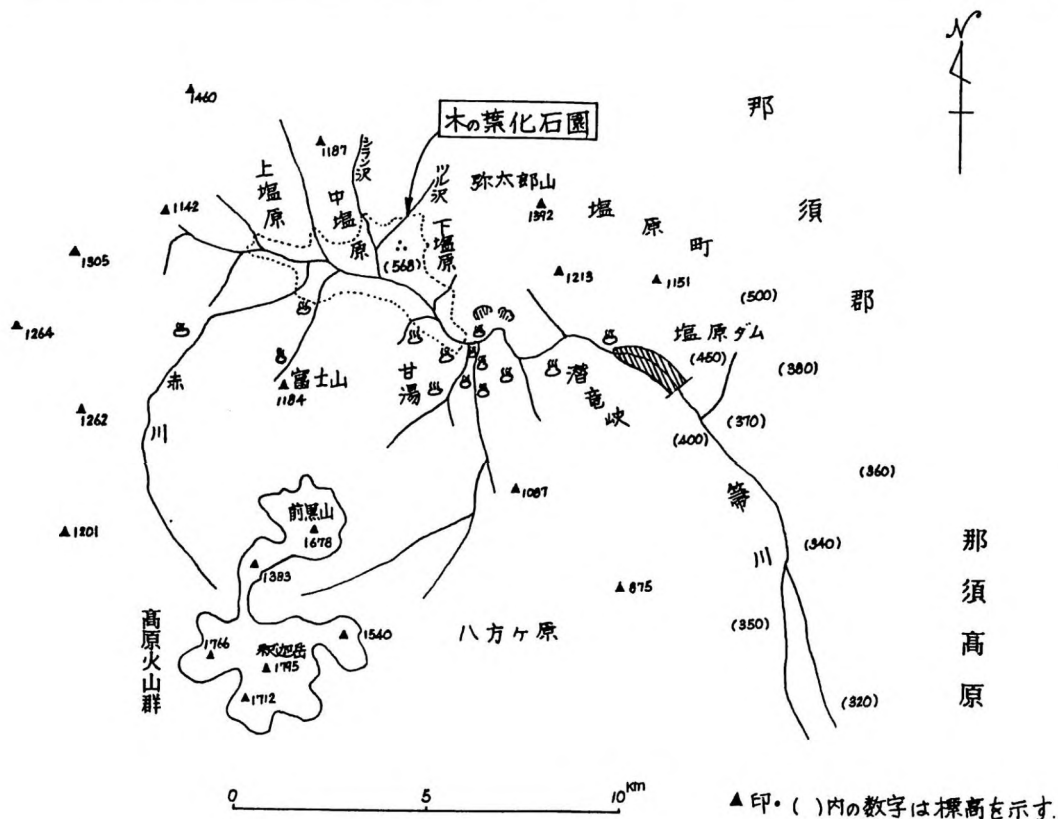 N
那須郡
▲1460
木の葉化石園
▲1187
シラン沢
ツル沢
弥太郎山
▲1392
上塩原
中塩原
下塩原
塩原町
▲1142
(568)
▲1305
▲1213
▲1151
(500)
塩原ダム
(450)
(380)
▲1264
富士山
▲1184
甘湯
潜竜峡
赤川
(370)
(400)
▲1262
(360)
箒川
▲1087
前黒山
▲1678
▲1201
(340)
▲1383
▲875
那須高原
高原火山群
(350)
八方ヶ原
▲1540
1766
釈迦岳
▲1795
▲1712
(320)
0 5 10km
▲印・( )内の数字は標高を示す.